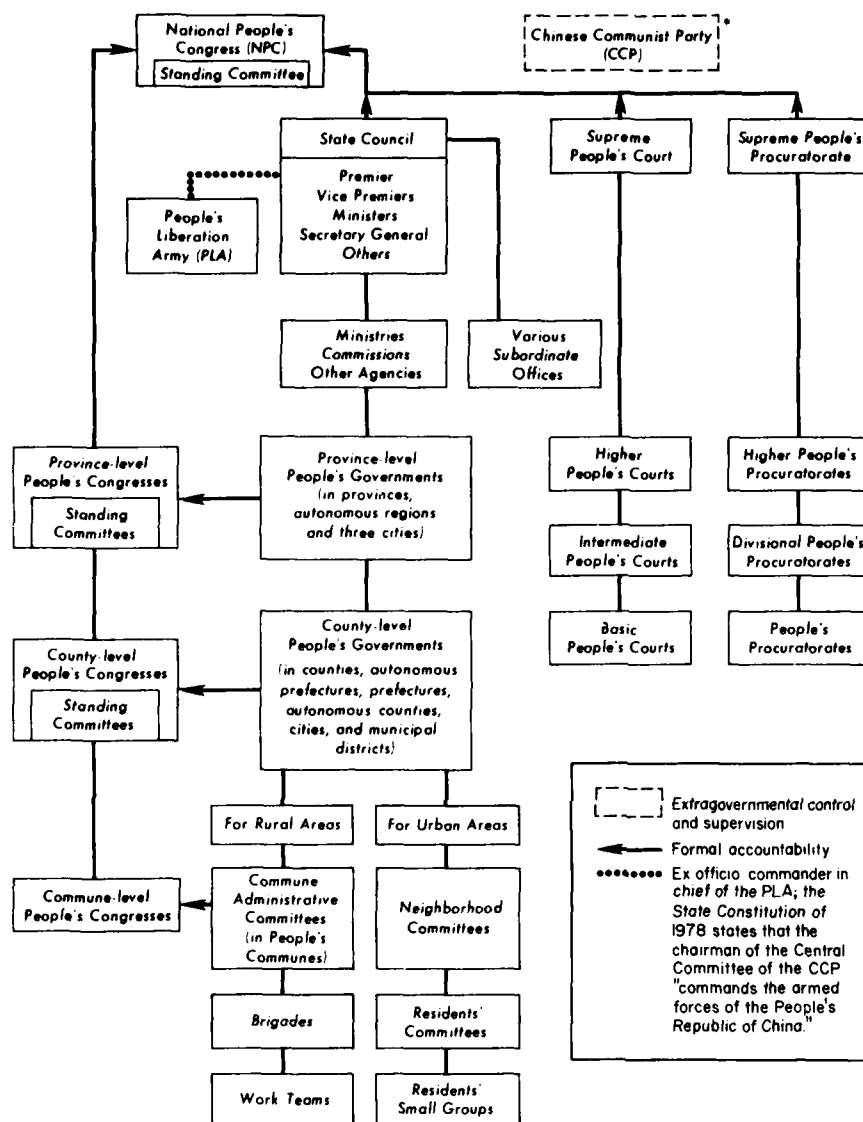 National People's
Congress (NPC)
Standing Committee
Chinese Communist Party
(CCP)
*
State Council
Premier
Vice Premiers
Ministers
Secretary General
Others
People's
Liberation
Army (PLA)
Supreme
People's Court
Supreme People's
Procuratorate
Ministries
Commissions
Other Agencies
Various
Subordinate
Offices
Province-level
People's Congresses
Standing
Committees
Province-level
People's Governments
(in provinces,
autonomous regions
and three cities)
Higher
People's Courts
Higher People's
Procuratorates
Intermediate
People's Courts
Divisional People's
Procuratorates
Basic
People's Courts
People's
Procuratorates
County-level
People's Congresses
Standing
Committees
County-level
People's Governments
(in counties, autonomous
prefectures, prefectures,
autonomous counties,
cities, and municipal
districts)
For Rural Areas
For Urban Areas
Commune-level
People's Congresses
Commune
Administrative
Committees
(in People's
Communes)
Neighborhood
Committees
Brigades
Residents'
Committees
Work Teams
Residents'
Small Groups
Extragovernmental control
and supervision
Formal accountability
Ex officio commander in
chief of the PLA; the
State Constitution of
1978 states that the
chairman of the Central
Committee of the CCP
"commands the armed
forces of the People's
Republic of China."